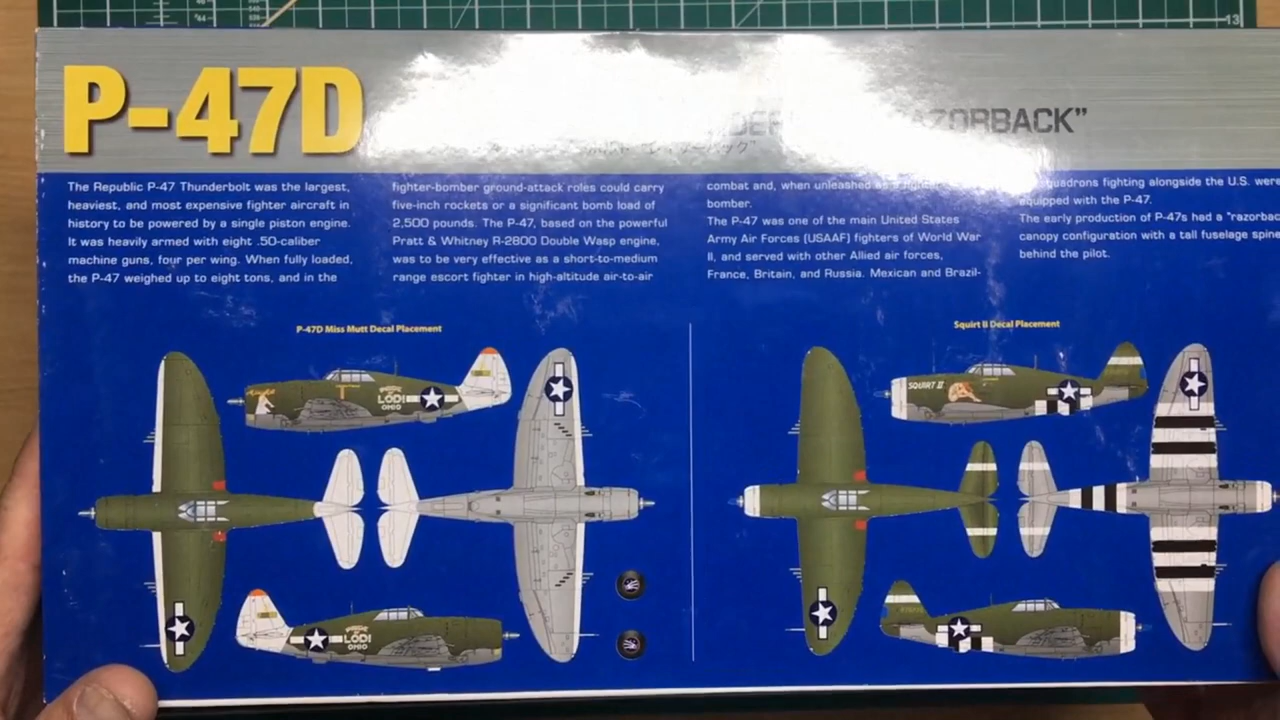 13
P-47D
RAZORBACK”
The Republic P-47 Thunderbolt was the largest,
heaviest, and most expensive fighter aircraft in
history to be powered by a single piston engine.
It was heavily armed with eight .50-caliber
machine guns, four per wing. When fully loaded,
the P-47 weighed up to eight tons, and in the
fighter-bomber ground-attack roles could carry
five-inch rockets or a significant bomb load of
2,500 pounds. The P-47, based on the powerful
Pratt & Whitney R-2800 Double Wasp engine,
was to be very effective as a short-to-medium
range escort fighter in high-altitude air-to-air
combat and, when unleashed as a fighter
bomber.
The P-47 was one of the main United States
Army Air Forces (USAAF) fighters of World War
II, and served with other Allied air forces,
France, Britain, and Russia. Mexican and Brazil-
squadrons fighting alongside the U.S. were
equipped with the P-47.
The early production of P-47s had a "razorbac
canopy configuration with a tall fuselage spine
behind the pilot.
P-47D Miss Mutt Decal Placement
LODI
OHIO
LODI
OHIO
Squirt II Decal Placement
SQUIRT II